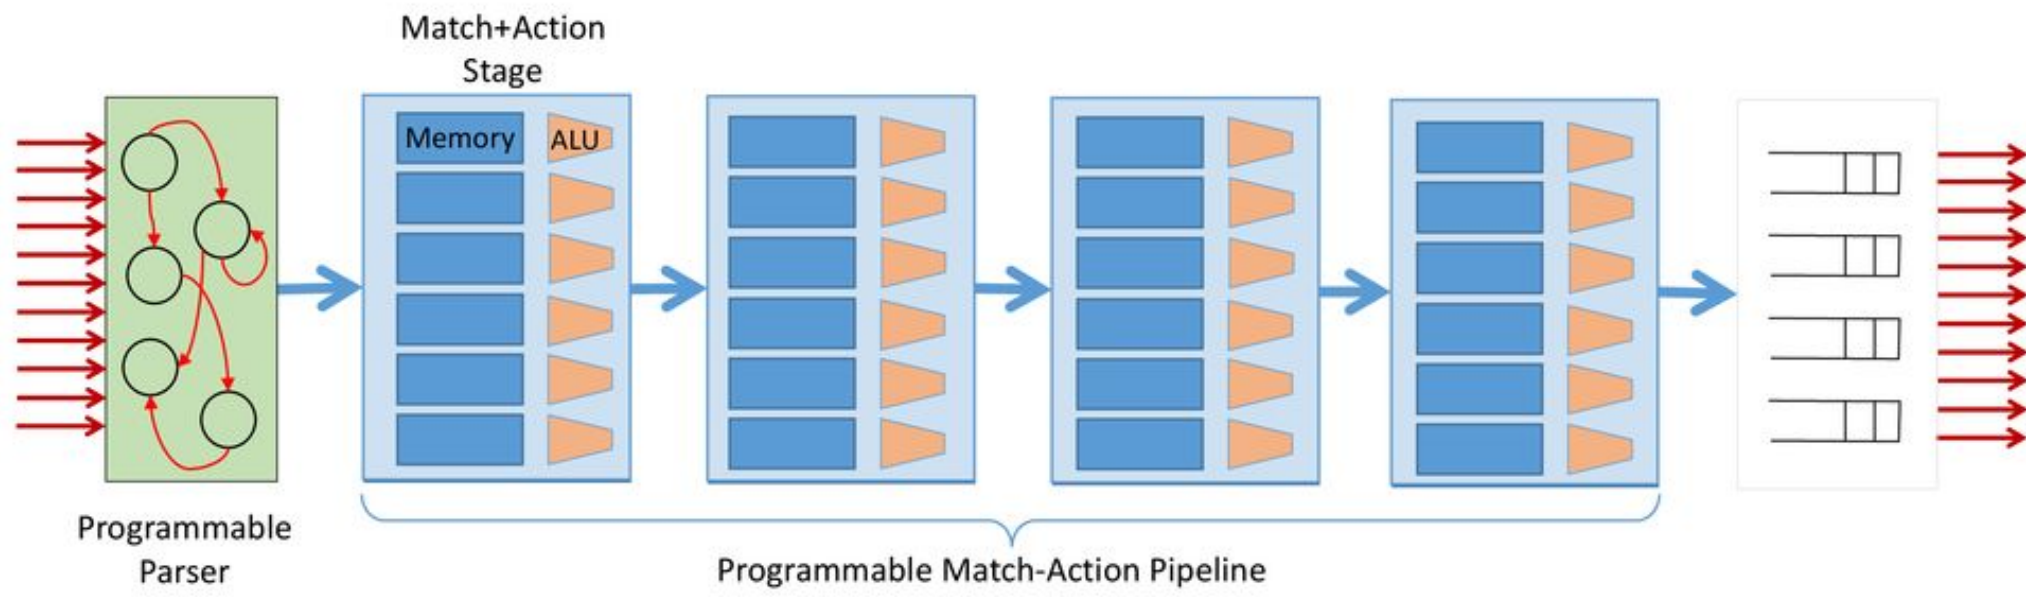 Match+Action
Stage
Memory
ALU
Programmable
Parser
Programmable Match-Action Pipeline